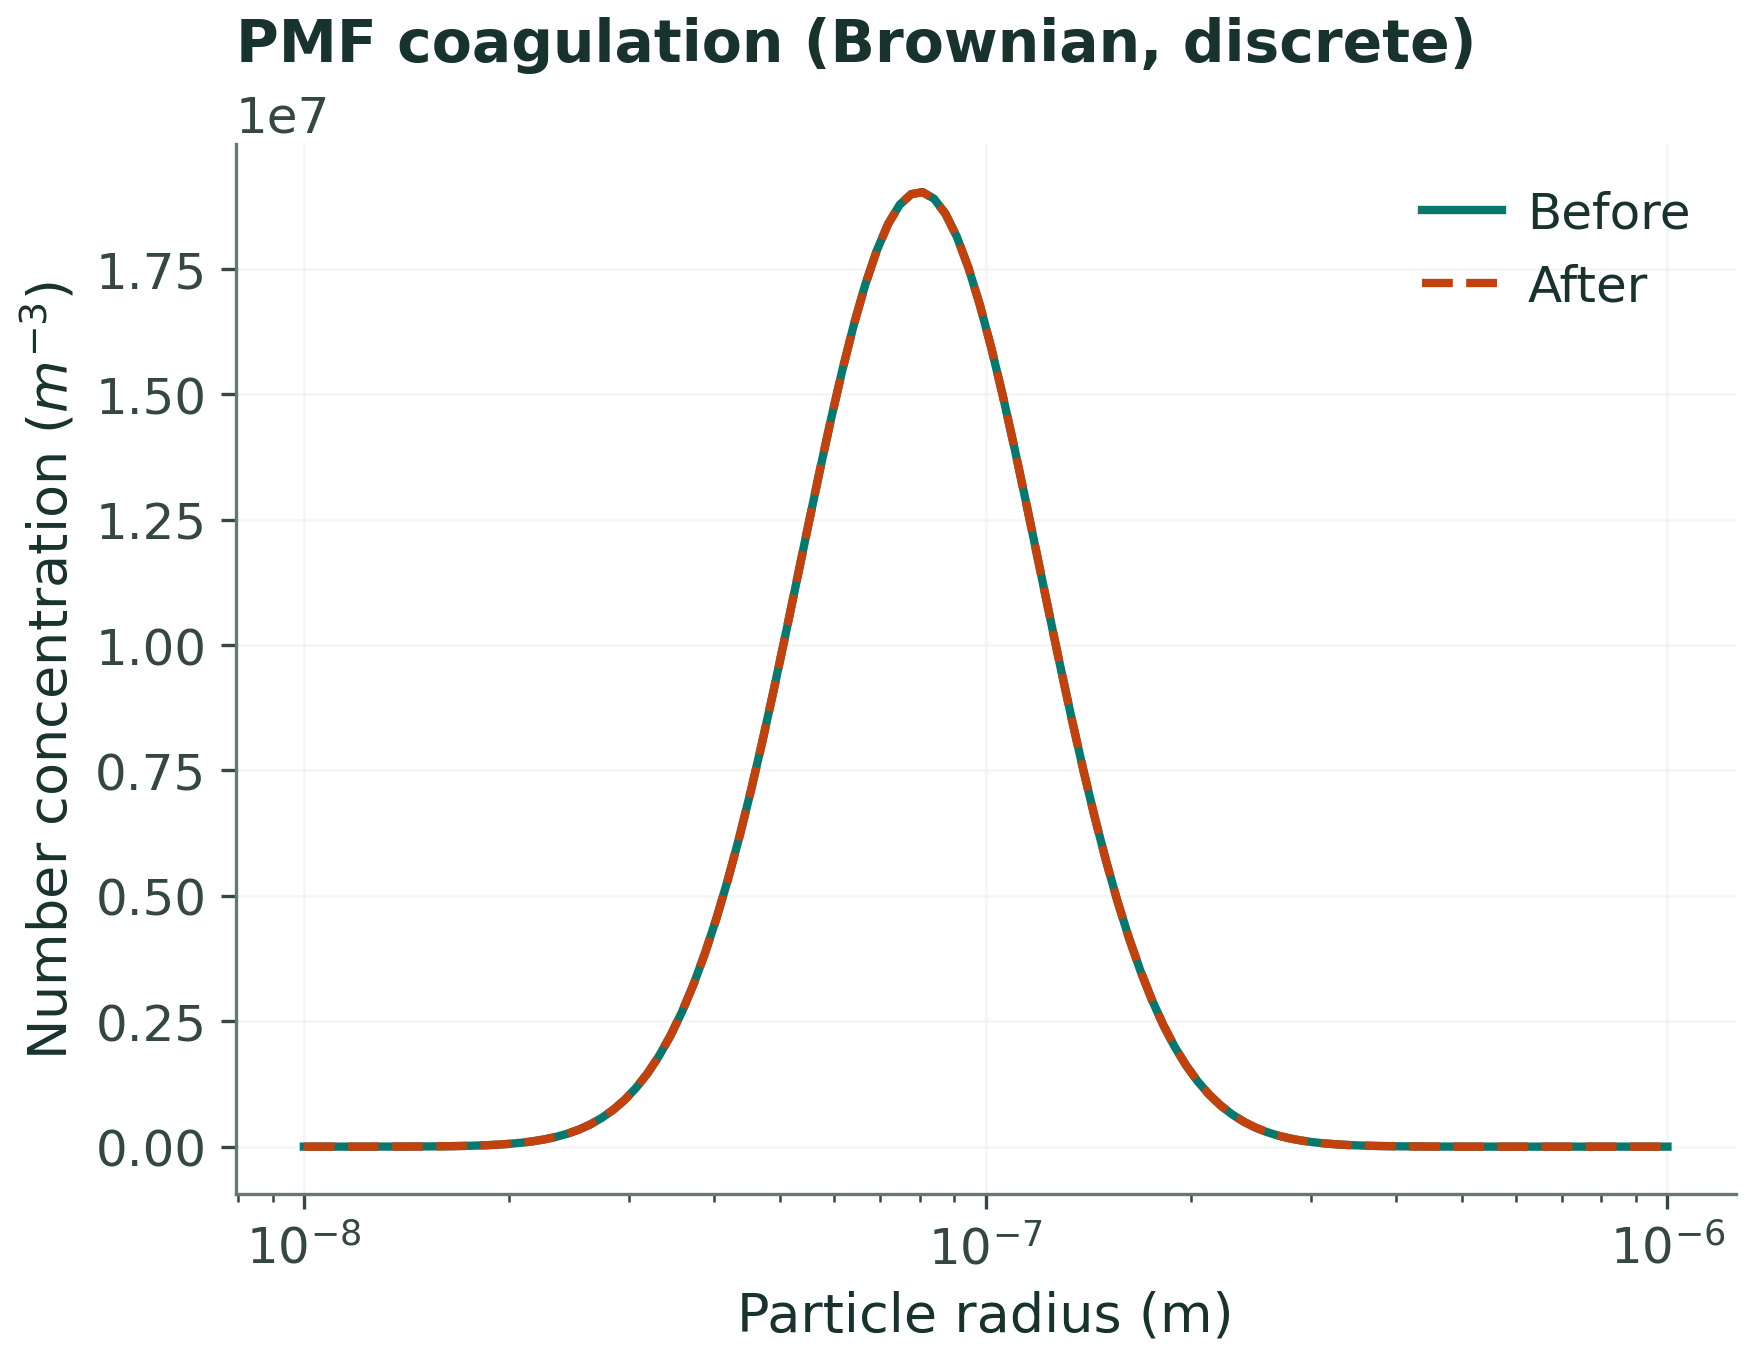 PMF coagulation (Brownian, discrete)
1e7
Number concentration ($m^{-3}$)
1.75
1.50
1.25
1.00
0.75
0.50
0.25
0.00
Before
After
10⁻⁸
10⁻⁷
10⁻⁶
Particle radius (m)